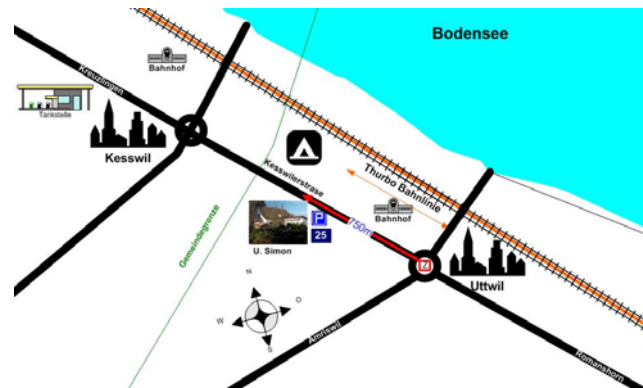 Bodensee
Kreuzlingen
Bahnhof
Tankstelle
Kesswil
Kesswilerstrase
Thurbo Bahnlinie
Gemeindegrenze
P
25
750m
Bahnhof
U. Simon
Uttwil
N
O
W
S
Amriswil
Romanshorn